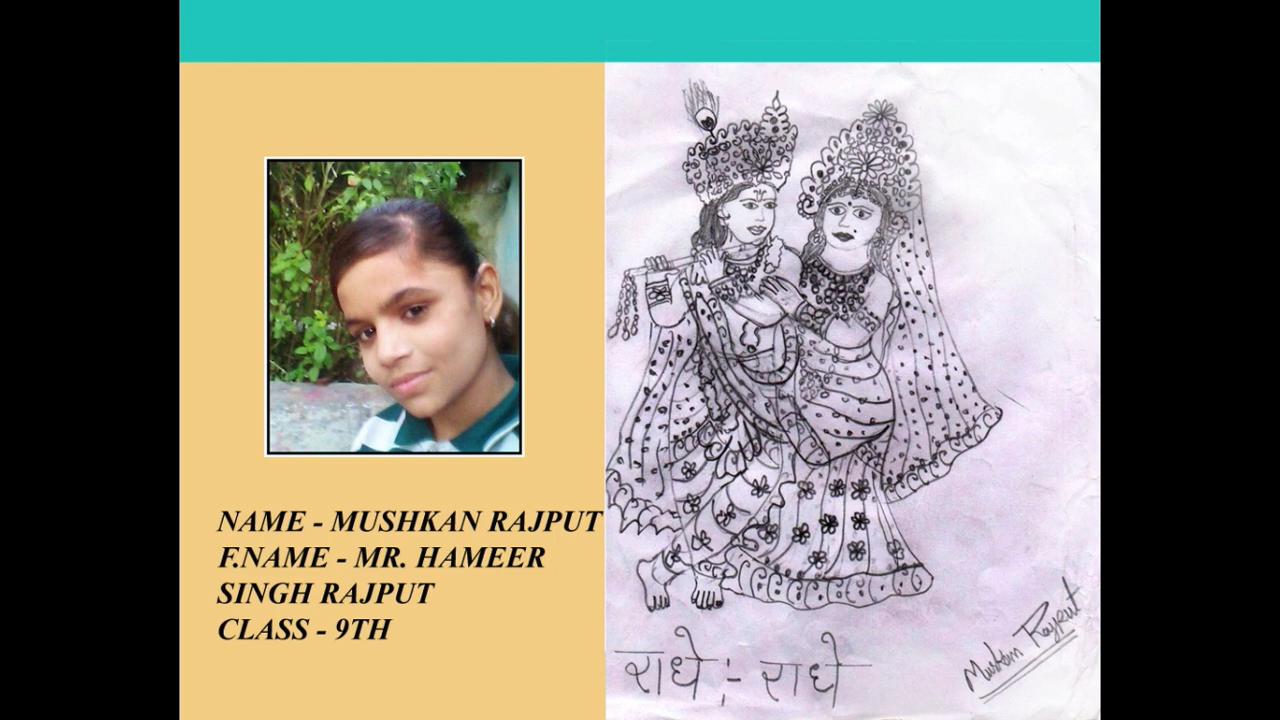 NAME - MUSHKAN RAJPUT
F.NAME - MR. HAMEER
SINGH RAJPUT
CLASS - 9TH
राधे :- राधे
Muskan Rajput